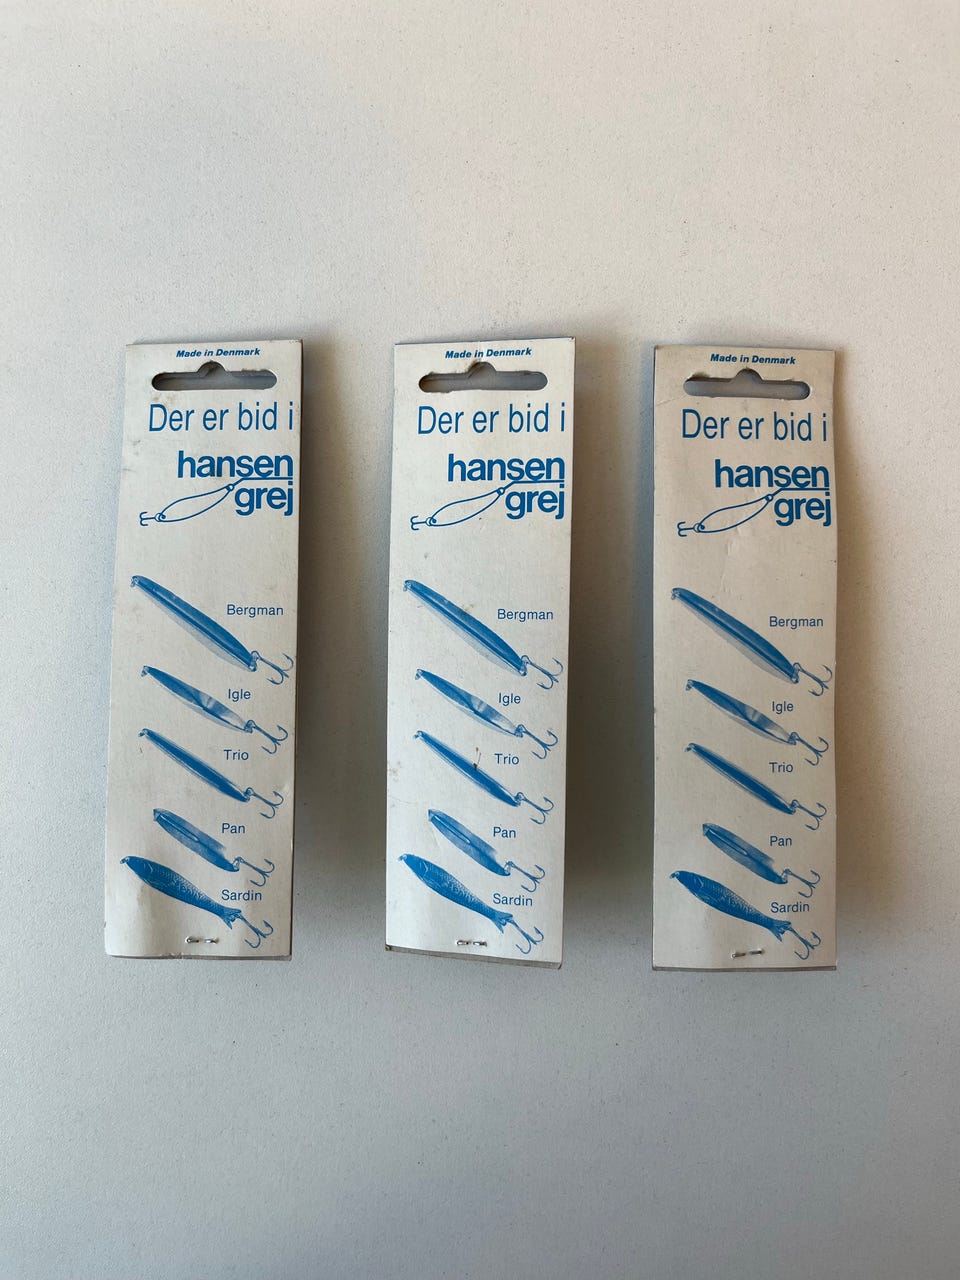 Made in Denmark
Der er bid i
hansen
grej
Bergman
Igle
Trio
Pan
Sardin
Made in Denmark
Der er bid i
hansen
grej
Bergman
Igle
Trio
Pan
Sardin
Made in Denmark
Der er bid i
hansen
grej
Bergman
Igle
Trio
Pan
Sardin